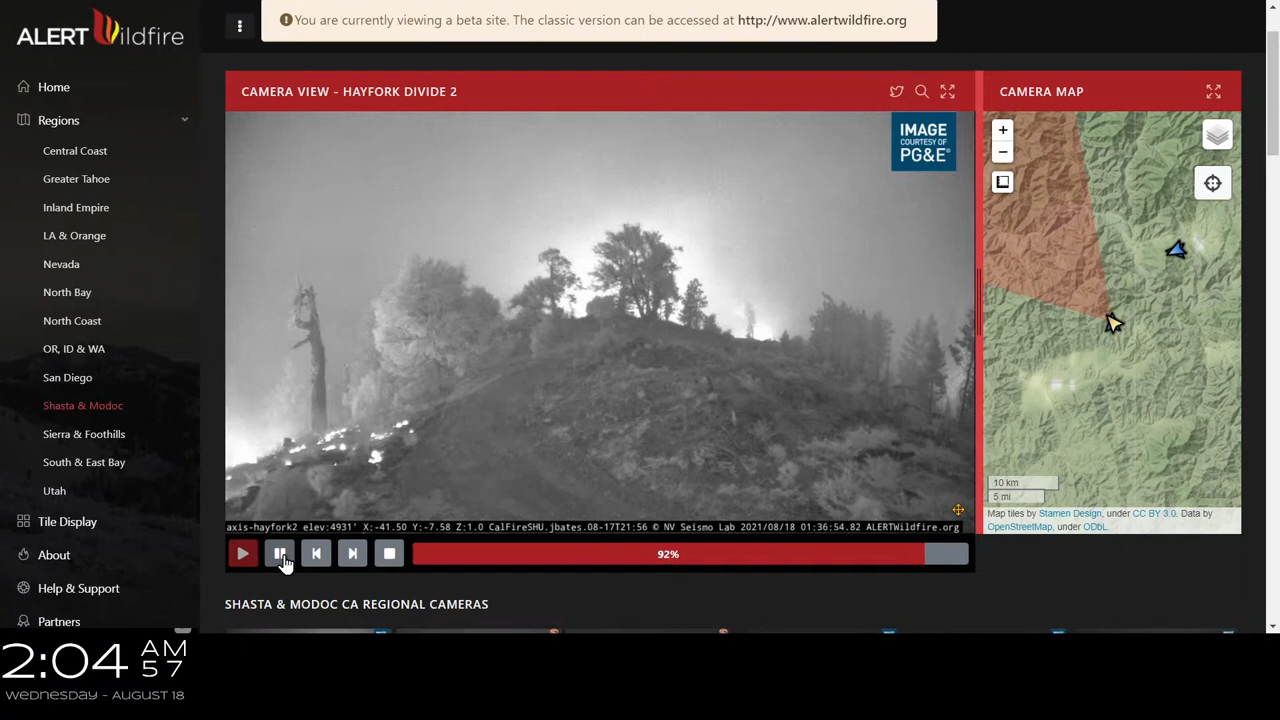 You are currently viewing a beta site. The classic version can be accessed at http://www.alertwildfire.org
ALERT Wildfire
Home
Regions
Central Coast
Greater Tahoe
Inland Empire
LA & Orange
Nevada
North Bay
North Coast
OR, ID & WA
San Diego
Shasta & Modoc
Sierra & Foothills
South & East Bay
Utah
Tile Display
About
Help & Support
Partners
CAMERA VIEW - HAYFORK DIVIDE 2
IMAGE
COURTESY OF
PG&E®
axis-hayfork2 elev:4931' X:-41.50 Y:-7.58 Z:1.0 CalFireSHU.jbates.08-17T21:56 © NV Seismo Lab 2021/08/18 01:36:54.82 ALERTWildfire.org
92%
CAMERA MAP
+
−
10 km
5 mi
Map tiles by Stamen Design, under CC BY 3.0. Data by
OpenStreetMap, under ODbL.
SHASTA & MODOC CA REGIONAL CAMERAS
2:04 AM
57
WEDNESDAY - AUGUST 18